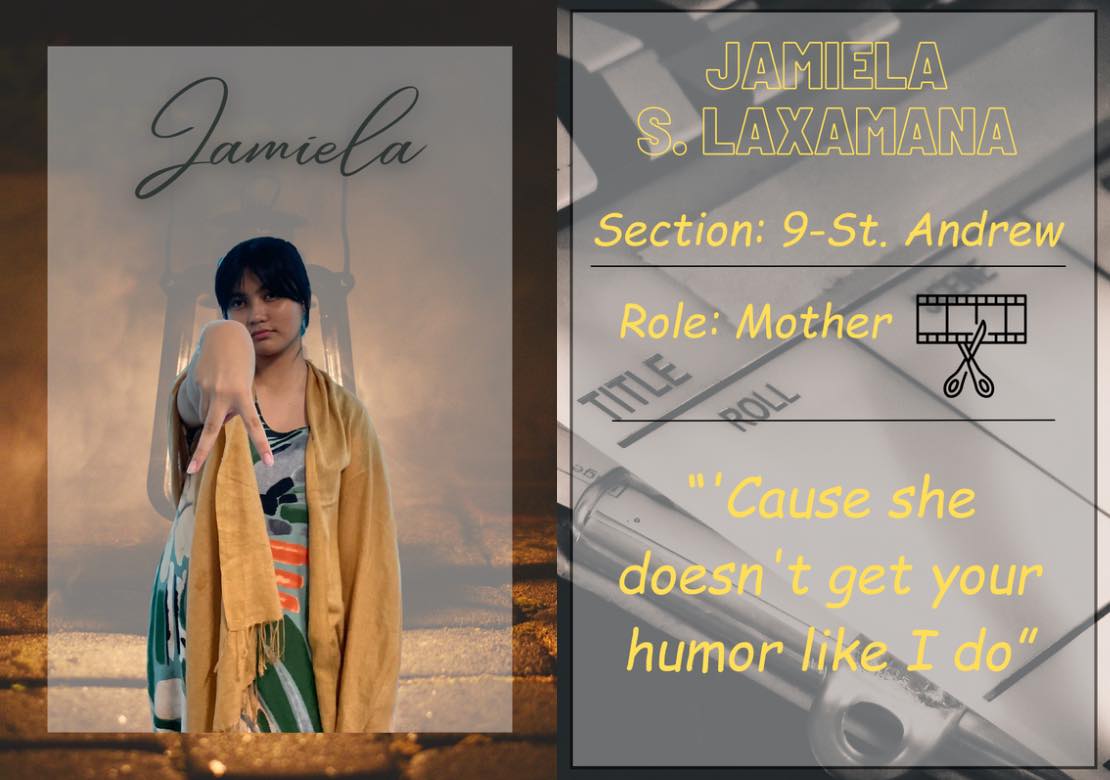 Jamiela
JAMIELA
S. LAXAMANA
Section: 9-St. Andrew
Role: Mother
SCENE
TITLE
ROLL
"'Cause she
doesn't get your
humor like I do"